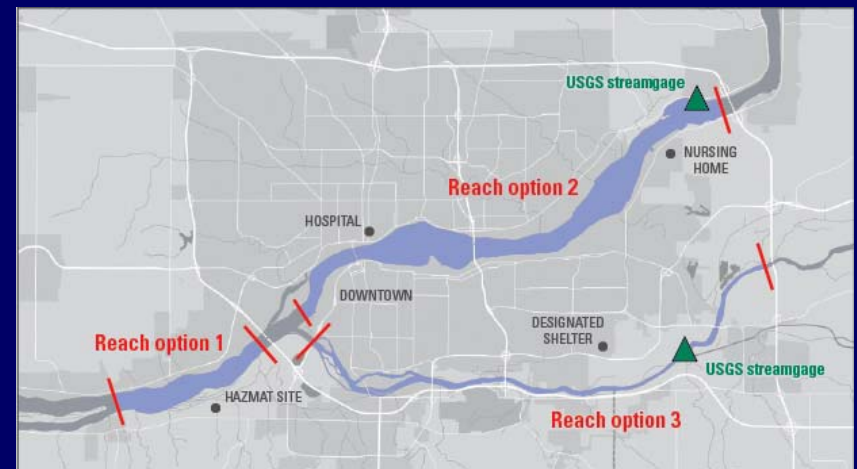 USGS streamgage
NURSING
HOME
Reach option 2
HOSPITAL
DOWNTOWN
DESIGNATED
SHELTER
Reach option 1
USGS streamgage
HAZMAT SITE
Reach option 3